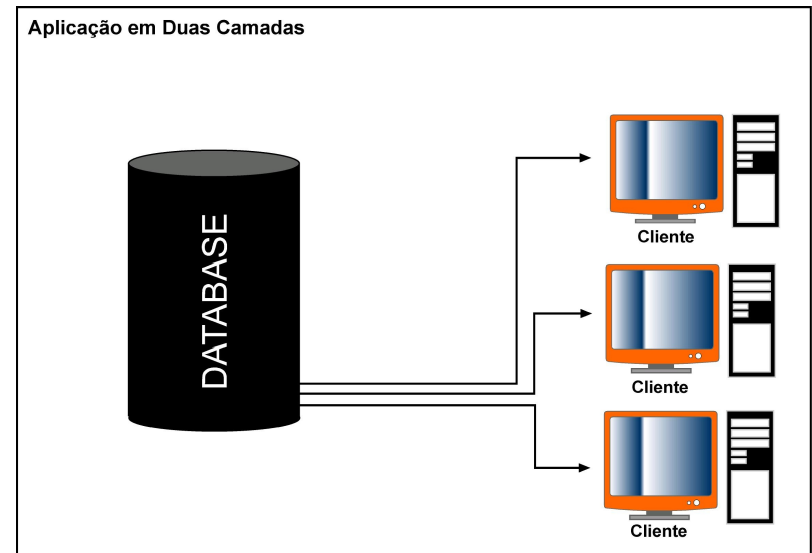 Aplicação em Duas Camadas
DATABASE
Cliente
Cliente
Cliente